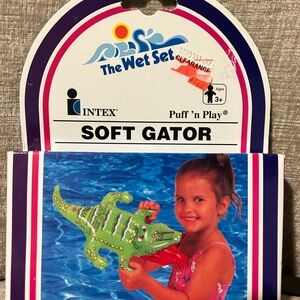 The Wet Set
CLEARANCE
Ages
3+
INTEX® Puff 'n Play®
SOFT GATOR